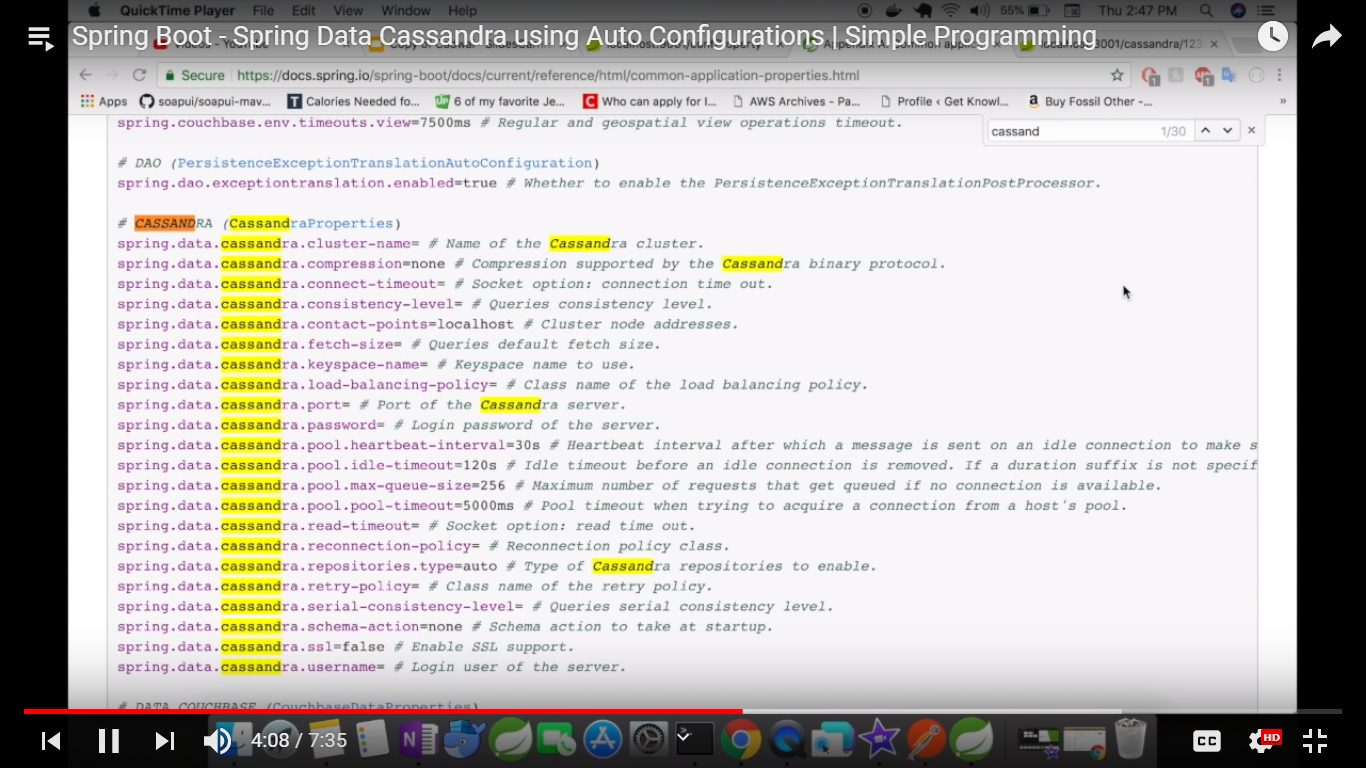 QuickTime Player File Edit View Window Help 55% Thu 2:47 PM
Spring Boot - Spring Data Cassandra using Auto Configurations | Simple Programming
Secure https://docs.spring.io/spring-boot/docs/current/reference/html/common-application-properties.html
Apps soapui/soapui-mav... Calories Needed fo... 6 of my favorite Je... Who can apply for I... AWS Archives - Pa... Profile ‹ Get Knowl... Buy Fossil Other -... »
spring.couchbase.env.timeouts.view=7500ms # Regular and geospatial view operations timeout.
cassand 1/30
# DAO (PersistenceExceptionTranslationAutoConfiguration)
spring.dao.exceptiontranslation.enabled=true # Whether to enable the PersistenceExceptionTranslationPostProcessor.
# CASSANDRA (CassandraProperties)
spring.data.cassandra.cluster-name= # Name of the Cassandra cluster.
spring.data.cassandra.compression=none # Compression supported by the Cassandra binary protocol.
spring.data.cassandra.connect-timeout= # Socket option: connection time out.
spring.data.cassandra.consistency-level= # Queries consistency level.
spring.data.cassandra.contact-points=localhost # Cluster node addresses.
spring.data.cassandra.fetch-size= # Queries default fetch size.
spring.data.cassandra.keyspace-name= # Keyspace name to use.
spring.data.cassandra.load-balancing-policy= # Class name of the load balancing policy.
spring.data.cassandra.port= # Port of the Cassandra server.
spring.data.cassandra.password= # Login password of the server.
spring.data.cassandra.pool.heartbeat-interval=30s # Heartbeat interval after which a message is sent on an idle connection to make s
spring.data.cassandra.pool.idle-timeout=120s # Idle timeout before an idle connection is removed. If a duration suffix is not specif
spring.data.cassandra.pool.max-queue-size=256 # Maximum number of requests that get queued if no connection is available.
spring.data.cassandra.pool.pool-timeout=5000ms # Pool timeout when trying to acquire a connection from a host's pool.
spring.data.cassandra.read-timeout= # Socket option: read time out.
spring.data.cassandra.reconnection-policy= # Reconnection policy class.
spring.data.cassandra.repositories.type=auto # Type of Cassandra repositories to enable.
spring.data.cassandra.retry-policy= # Class name of the retry policy.
spring.data.cassandra.serial-consistency-level= # Queries serial consistency level.
spring.data.cassandra.schema-action=none # Schema action to take at startup.
spring.data.cassandra.ssl=false # Enable SSL support.
spring.data.cassandra.username= # Login user of the server.
# DATA COUCHBASE (CouchbaseDataProperties)
4:08 / 7:35 CC HD